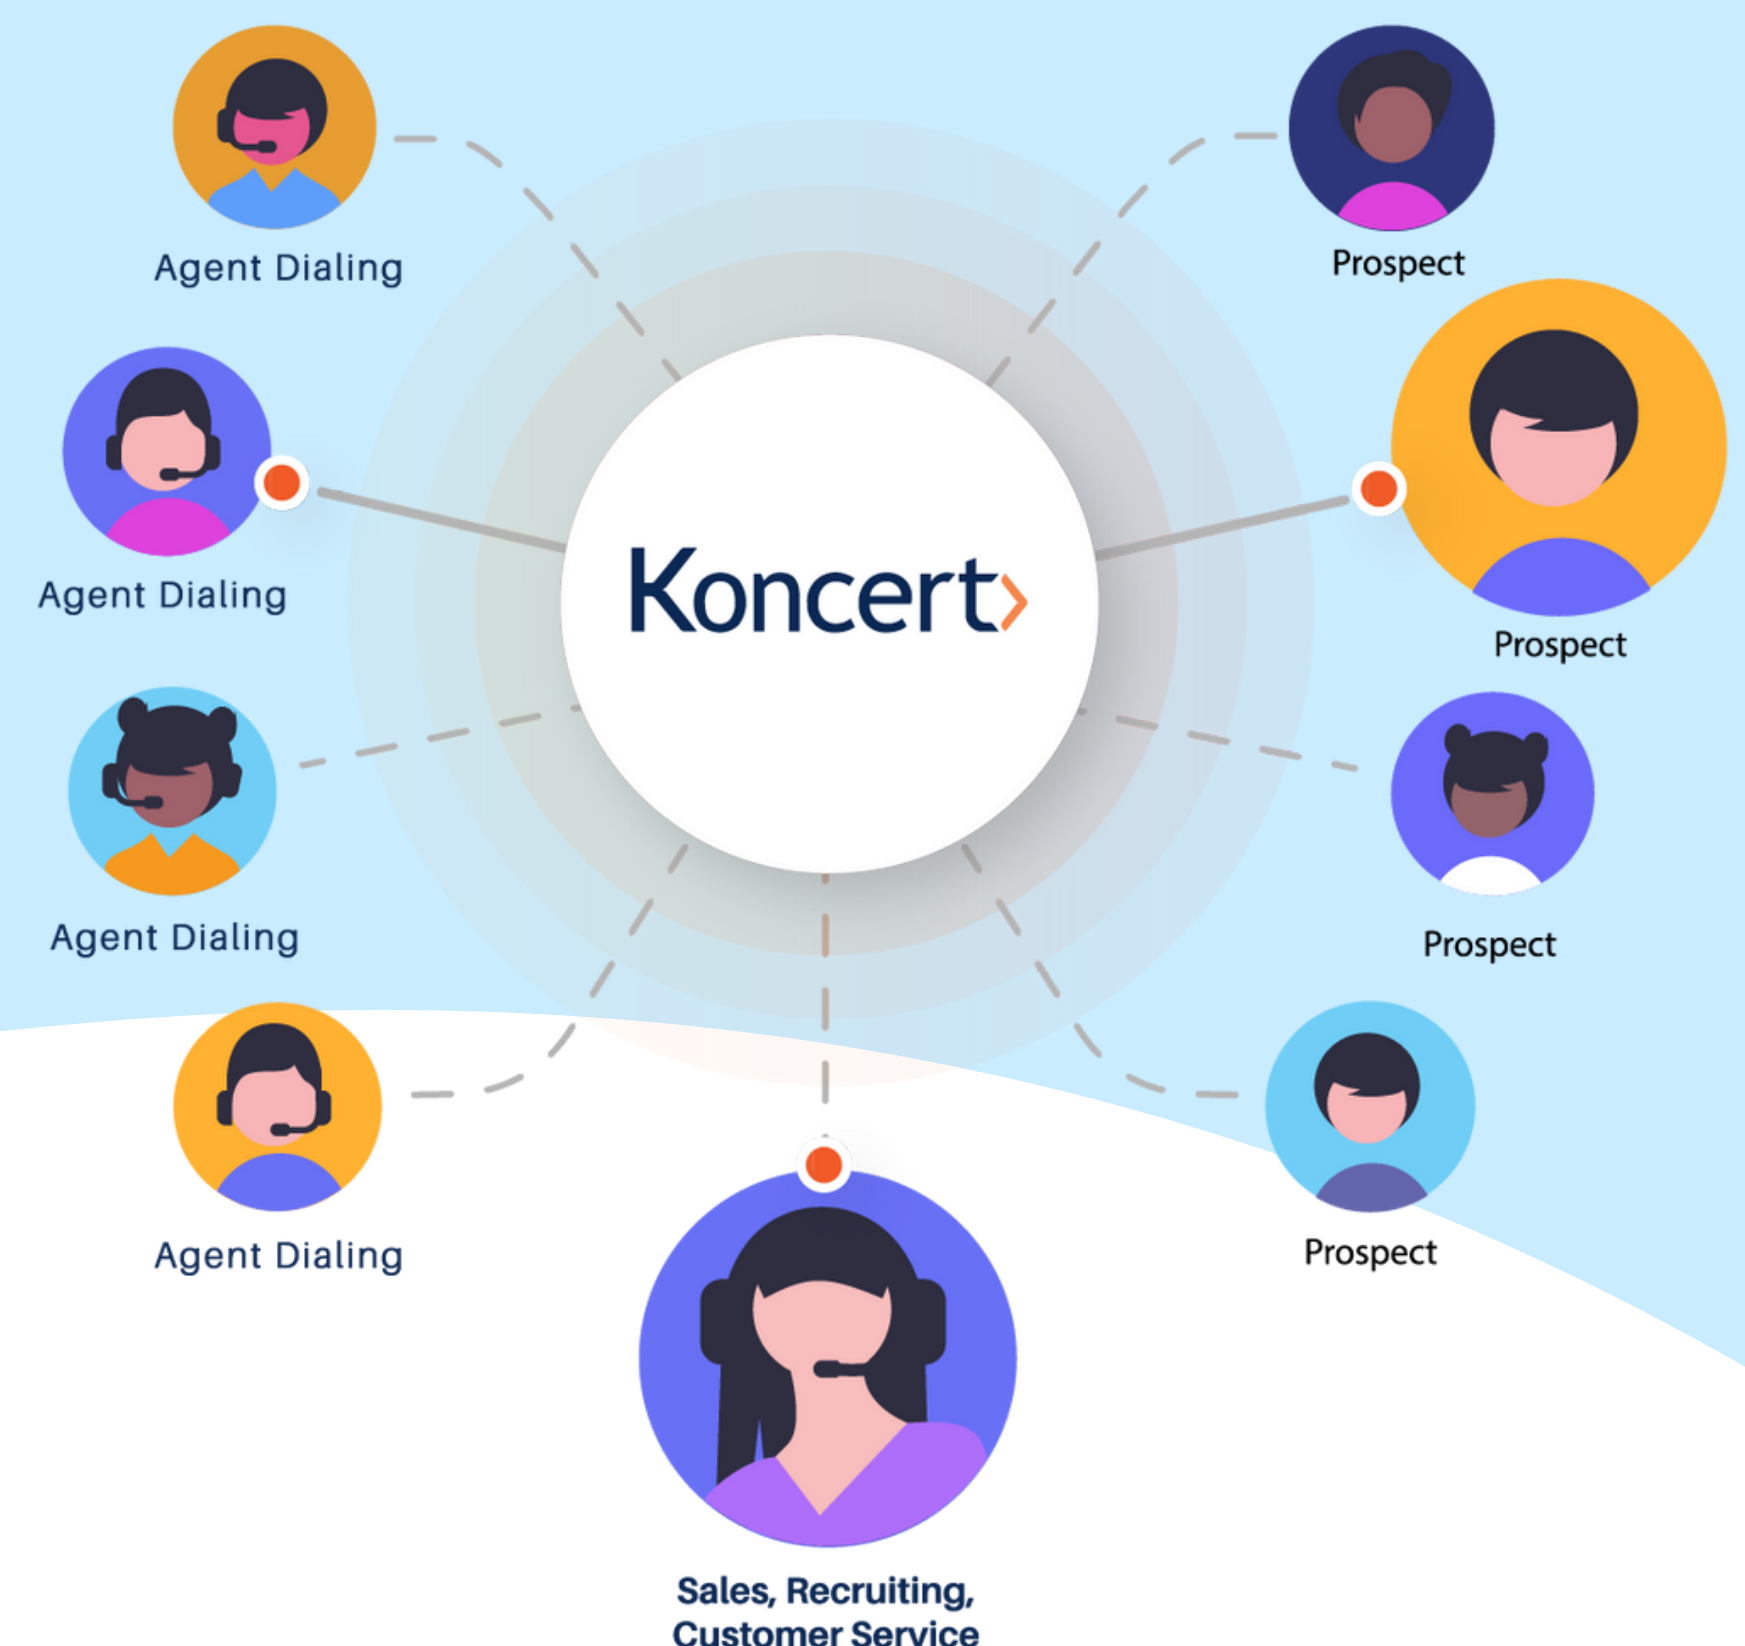 Agent Dialing
Prospect
Agent Dialing
Koncert
Prospect
Agent Dialing
Prospect
Agent Dialing
Prospect
Sales, Recruiting,
Customer Service